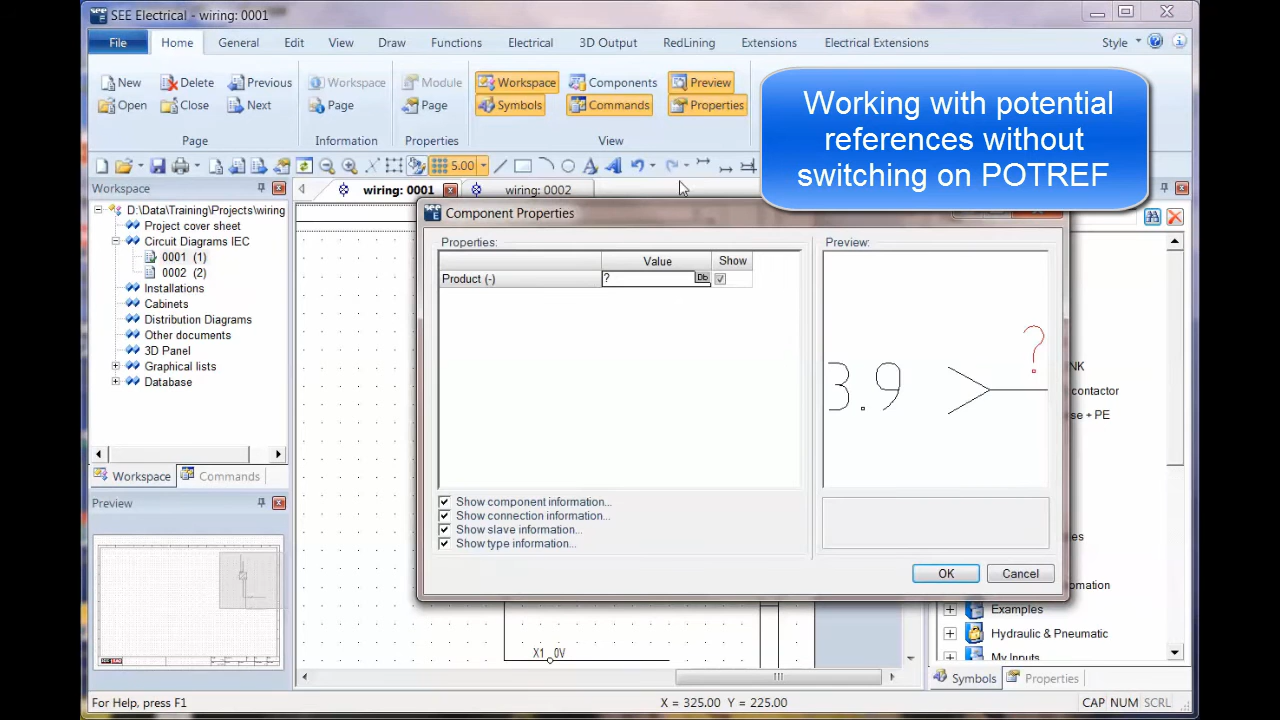 SEE Electrical - wiring: 0001
File Home General Edit View Draw Functions Electrical 3D Output RedLining Extensions Electrical Extensions Style
New Delete Previous Workspace Module Workspace Components Preview
Open Close Next Page Page Symbols Commands Properties
Page Information Properties View
Working with potential
references without
switching on POTREF
5.00
Workspace
wiring: 0001 wiring: 0002
D:\Data\Training\Projects\wiring
Project cover sheet
Circuit Diagrams IEC
0001 (1)
0002 (2)
Installations
Cabinets
Distribution Diagrams
Other documents
3D Panel
Graphical lists
Database
Workspace Commands
Preview
Component Properties
Properties:
Value Show
Product (-) ?
Show component information...
Show connection information...
Show slave information...
Show type information...
Preview:
?
3.9
OK Cancel
NK
ontactor
se + PE
es
omation
Examples
Hydraulic & Pneumatic
My Inputs
X1 0V
Symbols Properties
For Help, press F1 X = 325.00 Y = 225.00 CAP NUM SCRL